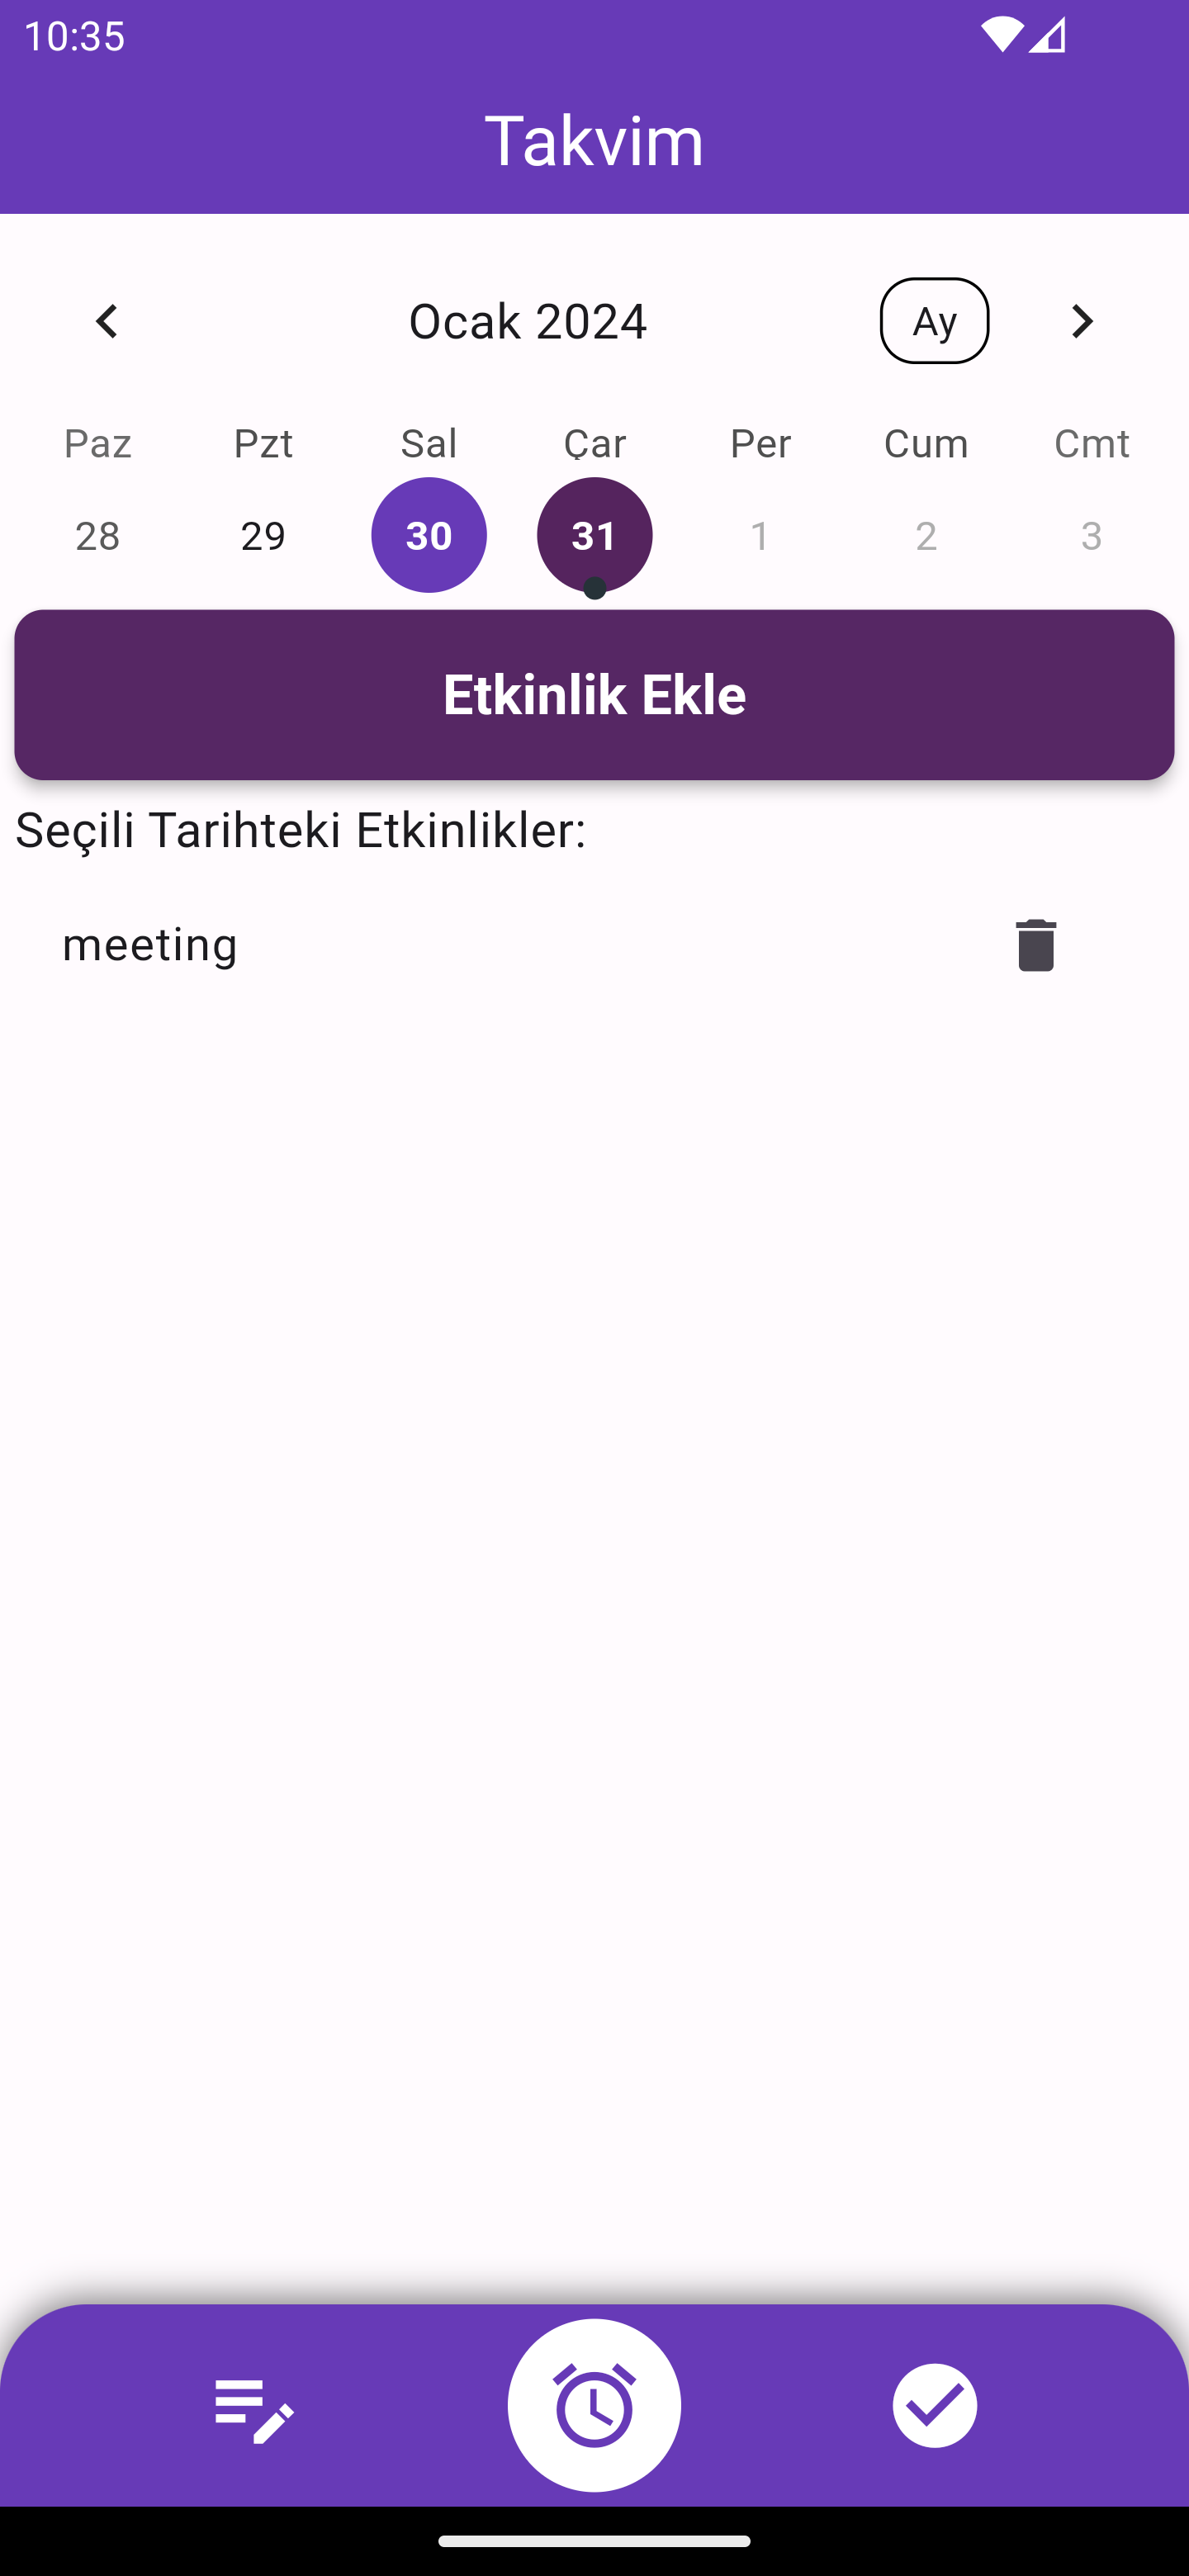 10:35
Takvim
Ocak 2024 Ay
Paz Pzt Sal Çar Per Cum Cmt
28 29 30 31 1 2 3
Etkinlik Ekle
Seçili Tarihteki Etkinlikler:
meeting